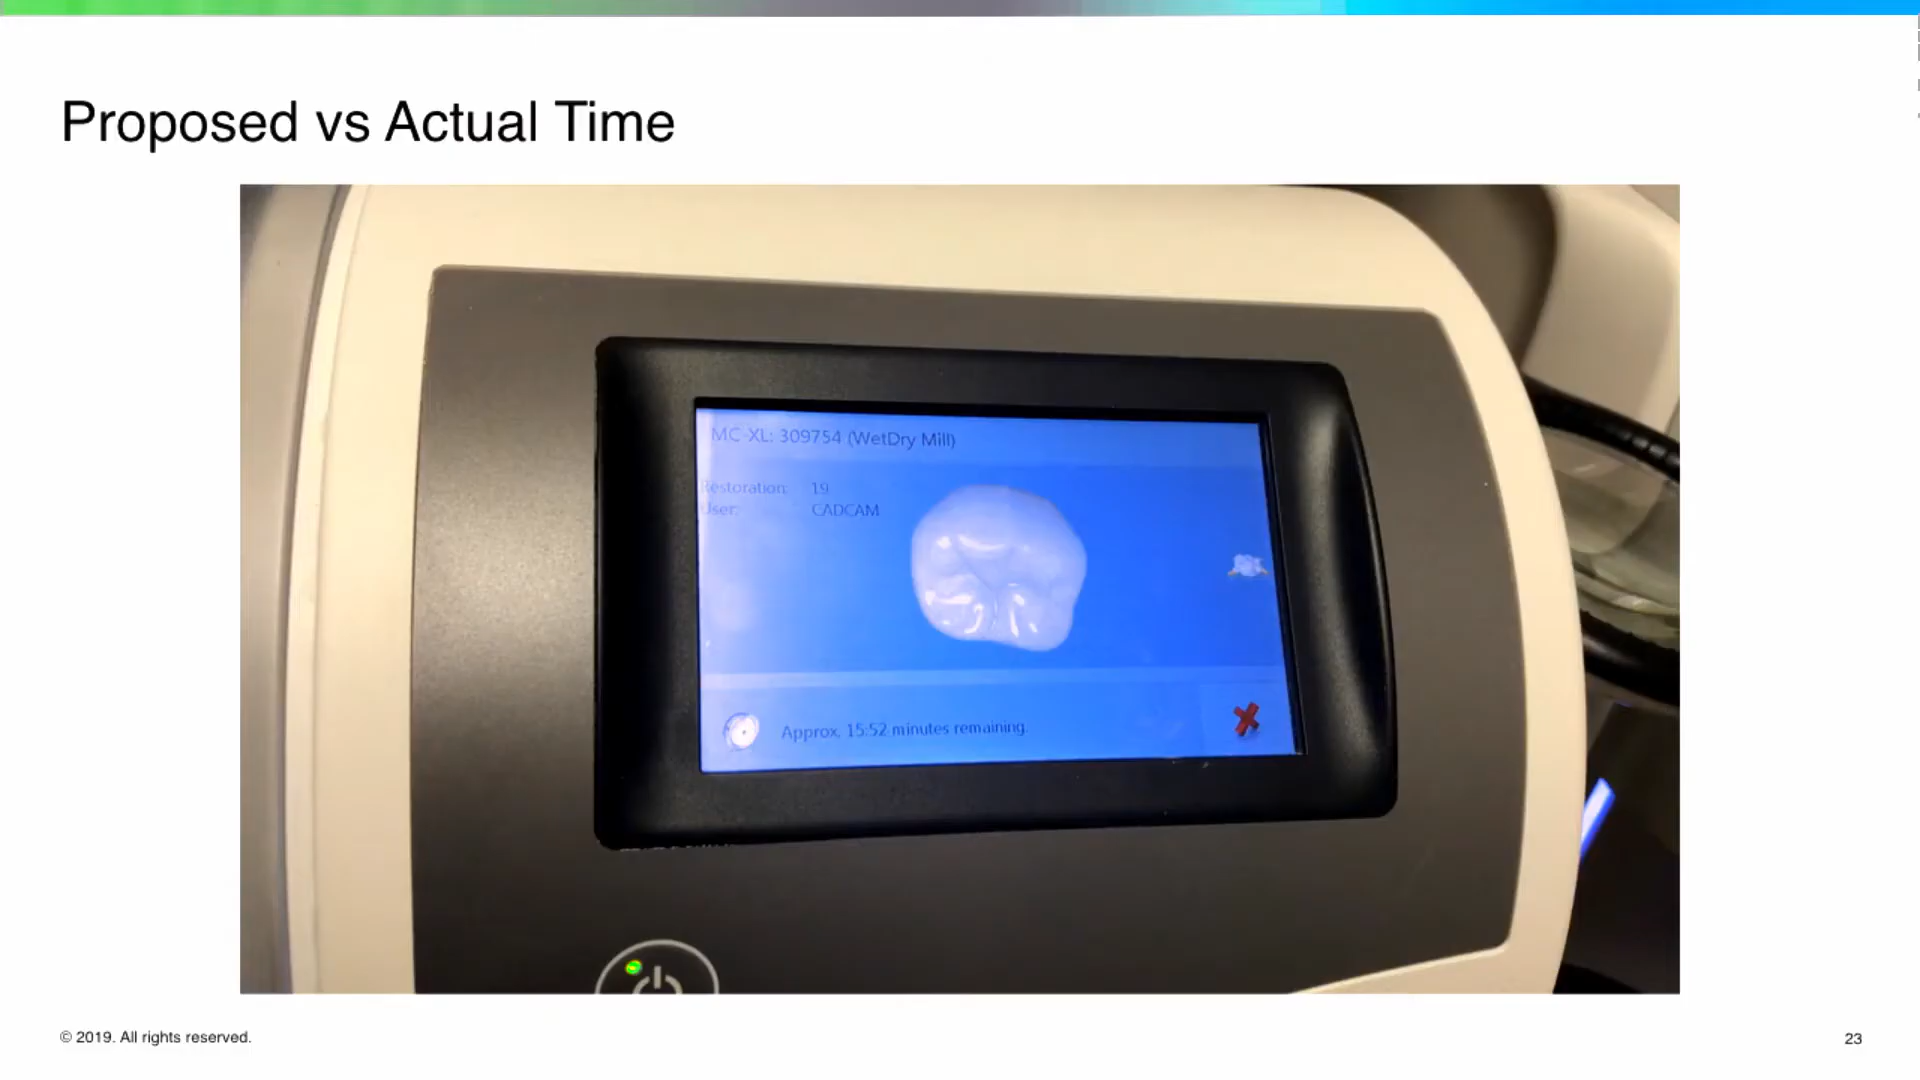 Proposed vs Actual Time
MC-XL: 309754 (WetDry Mill)
Restoration: 19
User: CADCAM
Approx. 15:52 minutes remaining.
© 2019. All rights reserved.
23